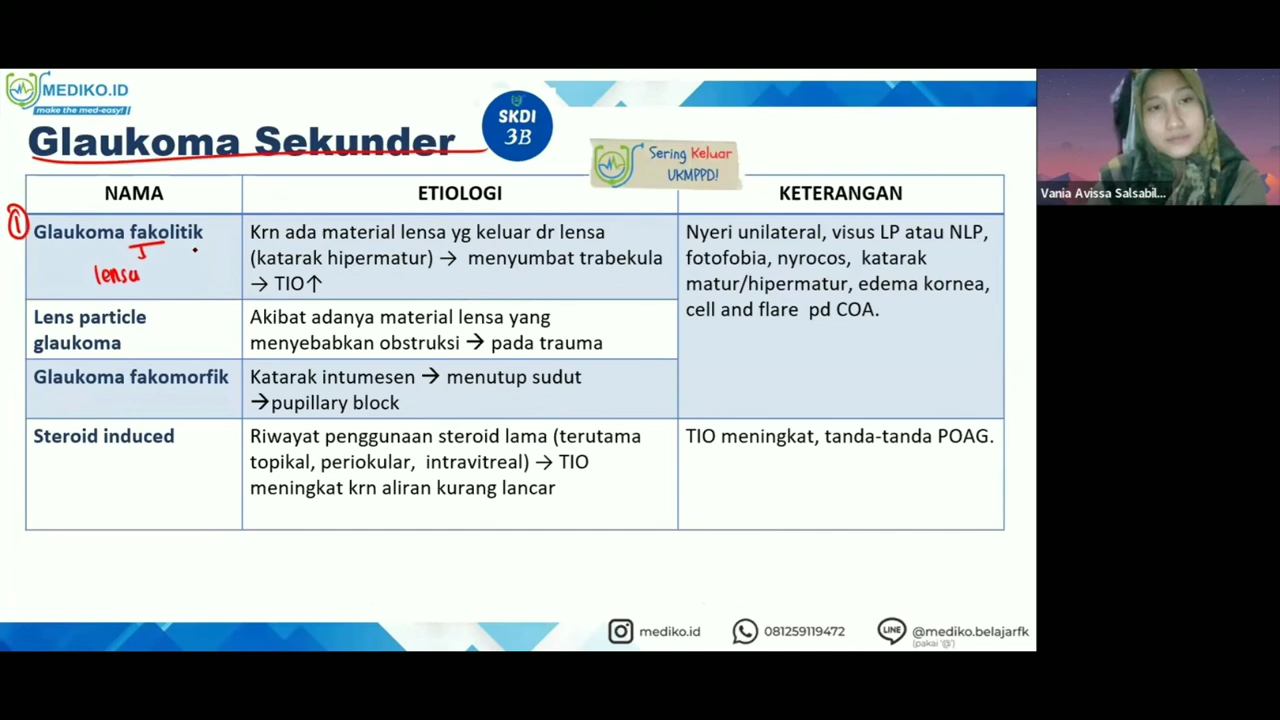 MEDIKO.ID
make the med-easy!
Glaukoma Sekunder
SKDI
3B
Sering Keluar
UKMPPD!
Vania Avissa Salsabil...
NAMA
ETIOLOGI
KETERANGAN
1
Glaukoma fakolitik
lensa
Krn ada material lensa yg keluar dr lensa
(katarak hipermatur) → menyumbat trabekula
→ TIO↑
Nyeri unilateral, visus LP atau NLP,
fotofobia, nyrocos, katarak
matur/hipermatur, edema kornea,
cell and flare pd COA.
Lens particle
glaukoma
Akibat adanya material lensa yang
menyebabkan obstruksi → pada trauma
Glaukoma fakomorfik
Katarak intumesen → menutup sudut
→pupillary block
Steroid induced
Riwayat penggunaan steroid lama (terutama
topikal, periokular, intravitreal) → TIO
meningkat krn aliran kurang lancar
TIO meningkat, tanda-tanda POAG.
mediko.id
081259119472
LINE
@mediko.belajarfk
(pakai '@')